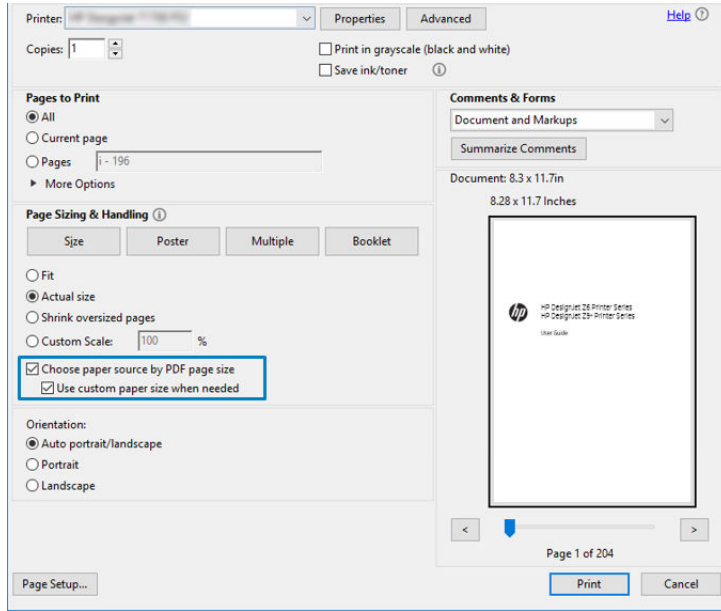 Printer:
Properties
Advanced
Help
Copies: 1
Print in grayscale (black and white)
Save ink/toner
Pages to Print
All
Current page
Pages i - 196
More Options
Comments & Forms
Document and Markups
Summarize Comments
Page Sizing & Handling
Size Poster Multiple Booklet
Fit
Actual size
Shrink oversized pages
Custom Scale: 100 %
Choose paper source by PDF page size
Use custom paper size when needed
Orientation:
Auto portrait/landscape
Portrait
Landscape
Document: 8.3 x 11.7in
8.28 x 11.7 Inches
hp
HP DesignJet Z6 Printer Series
HP DesignJet Z9+ Printer Series
User Guide
< >
Page 1 of 204
Page Setup...
Print
Cancel